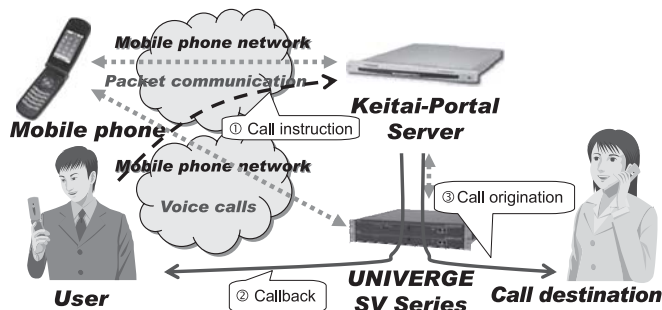 Mobile phone network
Packet communication
Keitai-Portal
Server
Mobile phone
① Call instruction
Mobile phone network
Voice calls
③ Call origination
② Callback
UNIVERGE
SV Series
User
Call destination